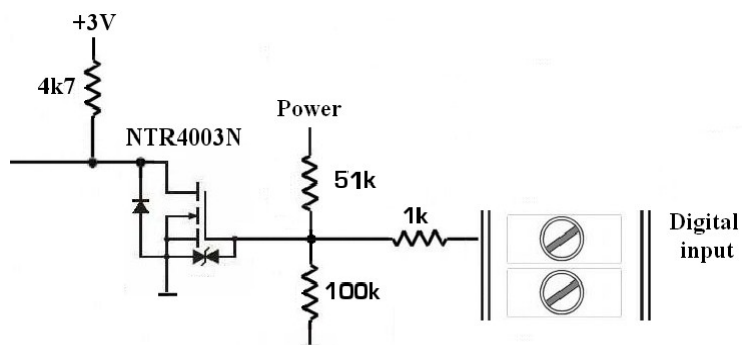 +3V
4k7
NTR4003N
Power
51k
1k
100k
Digital
input